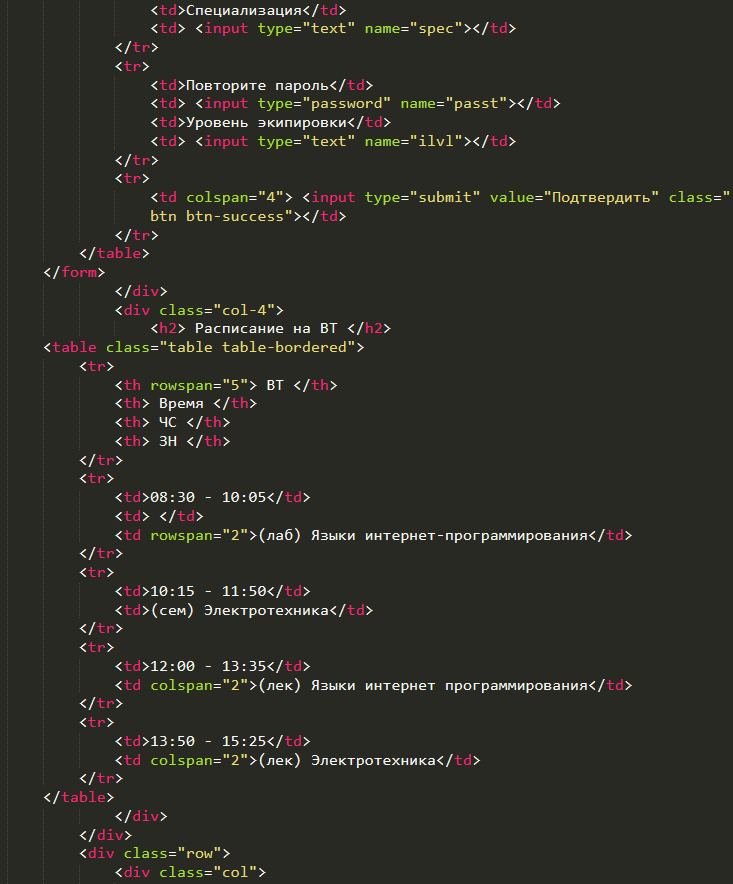 <td>Специализация</td>
<td> <input type="text" name="spec"></td>
</tr>
<tr>
<td>Повторите пароль</td>
<td> <input type="password" name="passt"></td>
<td>Уровень экипировки</td>
<td> <input type="text" name="ilvl"></td>
</tr>
<tr>
<td colspan="4"> <input type="submit" value="Подтвердить" class="
btn btn-success"></td>
</tr>
</table>
</form>
</div>
<div class="col-4">
<h2> Расписание на ВТ </h2>
<table class="table table-bordered">
<tr>
<th rowspan="5"> ВТ </th>
<th> Время </th>
<th> ЧС </th>
<th> ЗН </th>
</tr>
<tr>
<td>08:30 - 10:05</td>
<td> </td>
<td rowspan="2">(лаб) Языки интернет-программирования</td>
</tr>
<tr>
<td>10:15 - 11:50</td>
<td>(сем) Электротехника</td>
</tr>
<tr>
<td>12:00 - 13:35</td>
<td colspan="2">(лек) Языки интернет программирования</td>
</tr>
<tr>
<td>13:50 - 15:25</td>
<td colspan="2">(лек) Электротехника</td>
</tr>
</table>
</div>
</div>
<div class="row">
<div class="col">